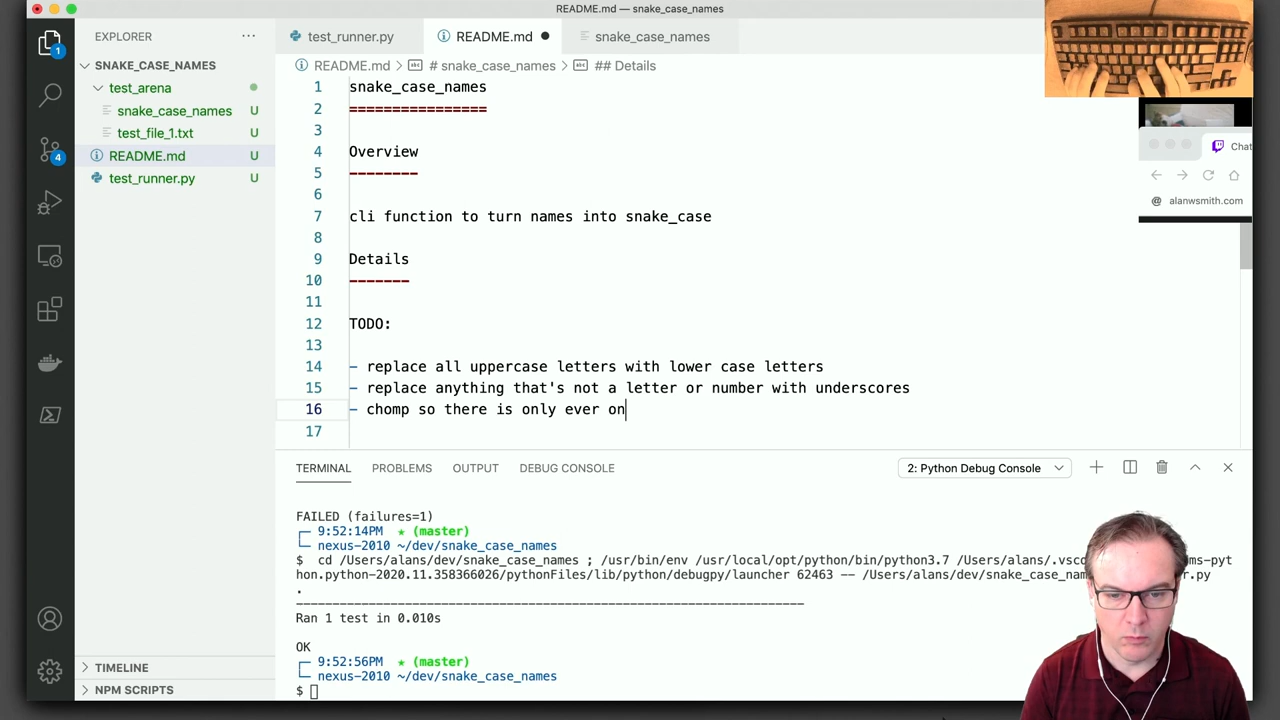 README.md — snake_case_names
EXPLORER
SNAKE_CASE_NAMES
test_arena
snake_case_names U
test_file_1.txt U
README.md U
test_runner.py U
TIMELINE
NPM SCRIPTS
1
4
test_runner.py
README.md
snake_case_names
README.md > # snake_case_names > ## Details
1 snake_case_names
2 ================
3
4 Overview
5 --------
6
7 cli function to turn names into snake_case
8
9 Details
10 -------
11
12 TODO:
13
14 - replace all uppercase letters with lower case letters
15 - replace anything that's not a letter or number with underscores
16 - chomp so there is only ever on
17
Chat
@ alanwsmith.com
TERMINAL PROBLEMS OUTPUT DEBUG CONSOLE
2: Python Debug Console
FAILED (failures=1)
9:52:14PM ★ (master)
nexus-2010 ~/dev/snake_case_names
$ cd /Users/alans/dev/snake_case_names ; /usr/bin/env /usr/local/opt/python/bin/python3.7 /Users/alans/.vsc ms-pyt
hon.python-2020.11.358366026/pythonFiles/lib/python/debugpy/launcher 62463 -- /Users/alans/dev/snake_case_nam r.py
.
----------------------------------------------------------------------
Ran 1 test in 0.010s
OK
9:52:56PM ★ (master)
nexus-2010 ~/dev/snake_case_names
$